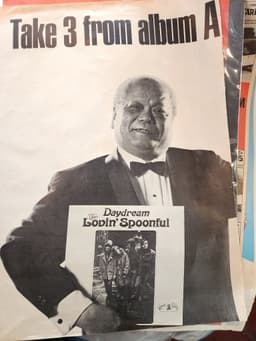 Take 3 from album A
Daydream
The Lovin' Spoonful